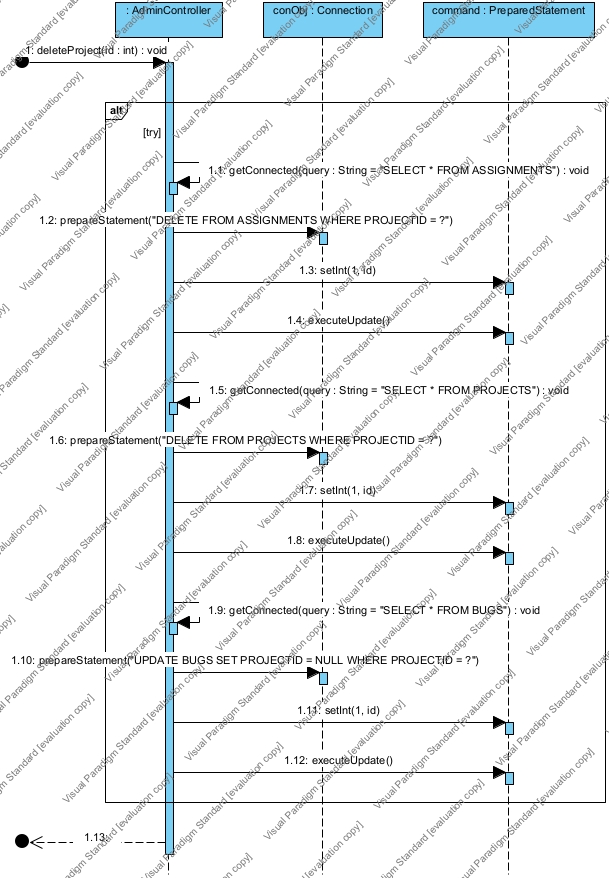 : AdminController
conObj : Connection
command : PreparedStatement
1: deleteProject(id : int) : void
alt
[try]
1.1: getConnected(query : String = "SELECT * FROM ASSIGNMENTS") : void
1.2: prepareStatement("DELETE FROM ASSIGNMENTS WHERE PROJECTID = ?")
1.3: setInt(1, id)
1.4: executeUpdate()
1.5: getConnected(query : String = "SELECT * FROM PROJECTS") : void
1.6: prepareStatement("DELETE FROM PROJECTS WHERE PROJECTID = ?")
1.7: setInt(1, id)
1.8: executeUpdate()
1.9: getConnected(query : String = "SELECT * FROM BUGS") : void
1.10: prepareStatement("UPDATE BUGS SET PROJECTID = NULL WHERE PROJECTID = ?")
1.11: setInt(1, id)
1.12: executeUpdate()
1.13:
Visual Paradigm Standard [evaluation copy]